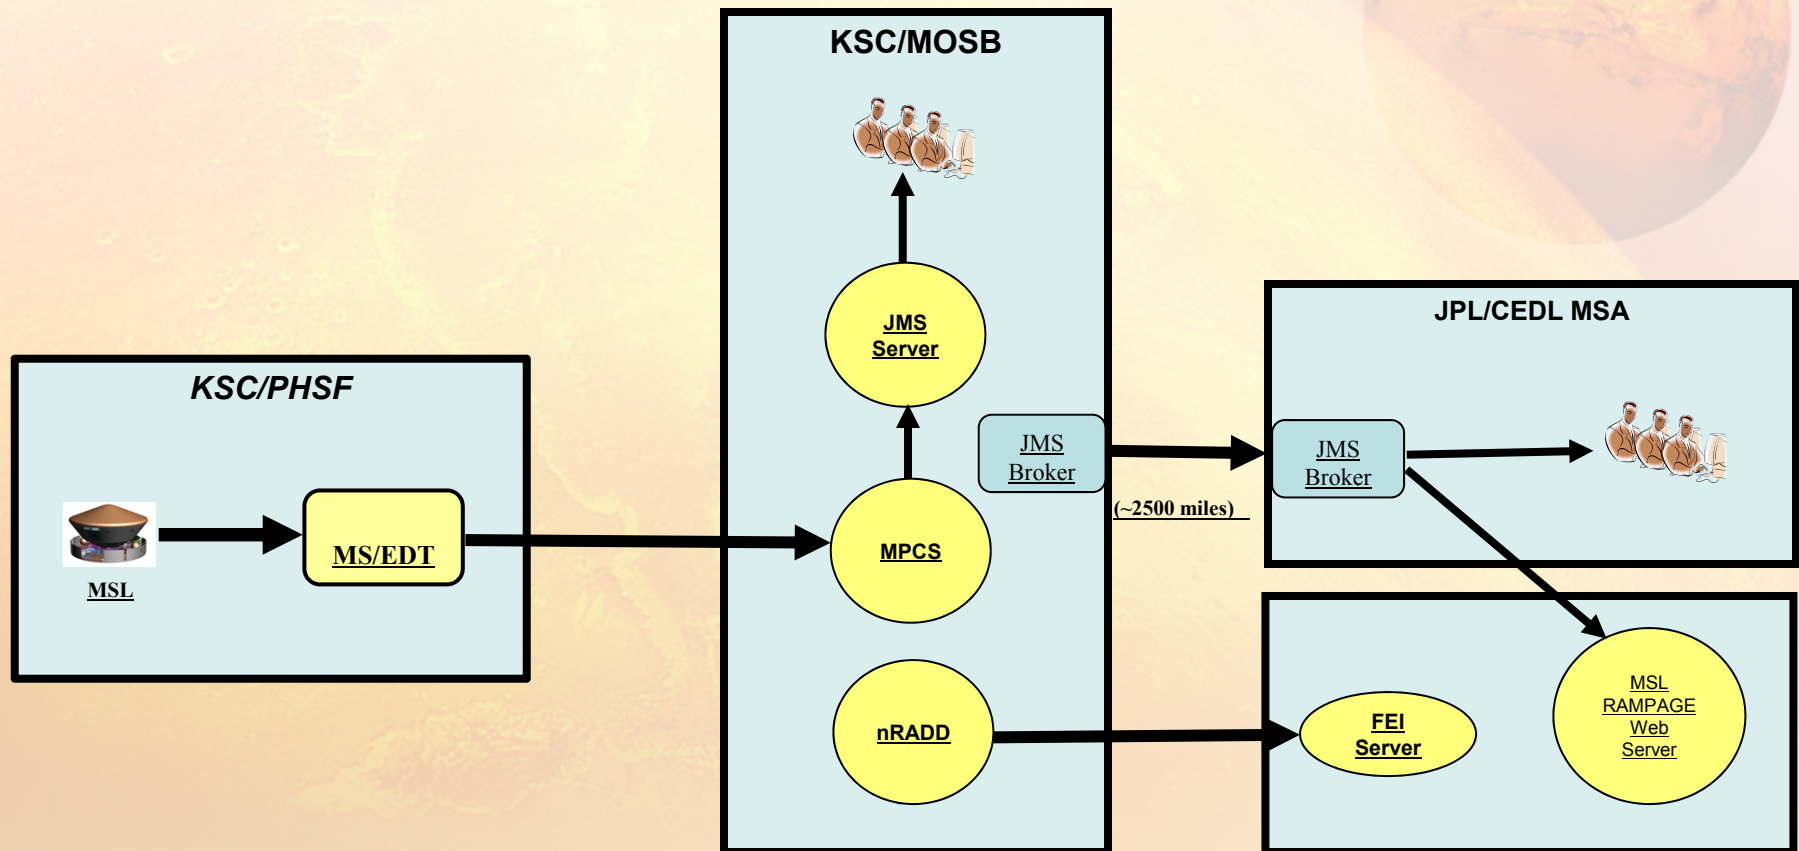 KSC/MOSB
JMS
Server
JMS
Broker
MPCS
nRADD
KSC/PHSF
MSL
MS/EDT
(~2500 miles)
JPL/CEDL MSA
JMS
Broker
FEI
Server
MSL
RAMPAGE
Web
Server